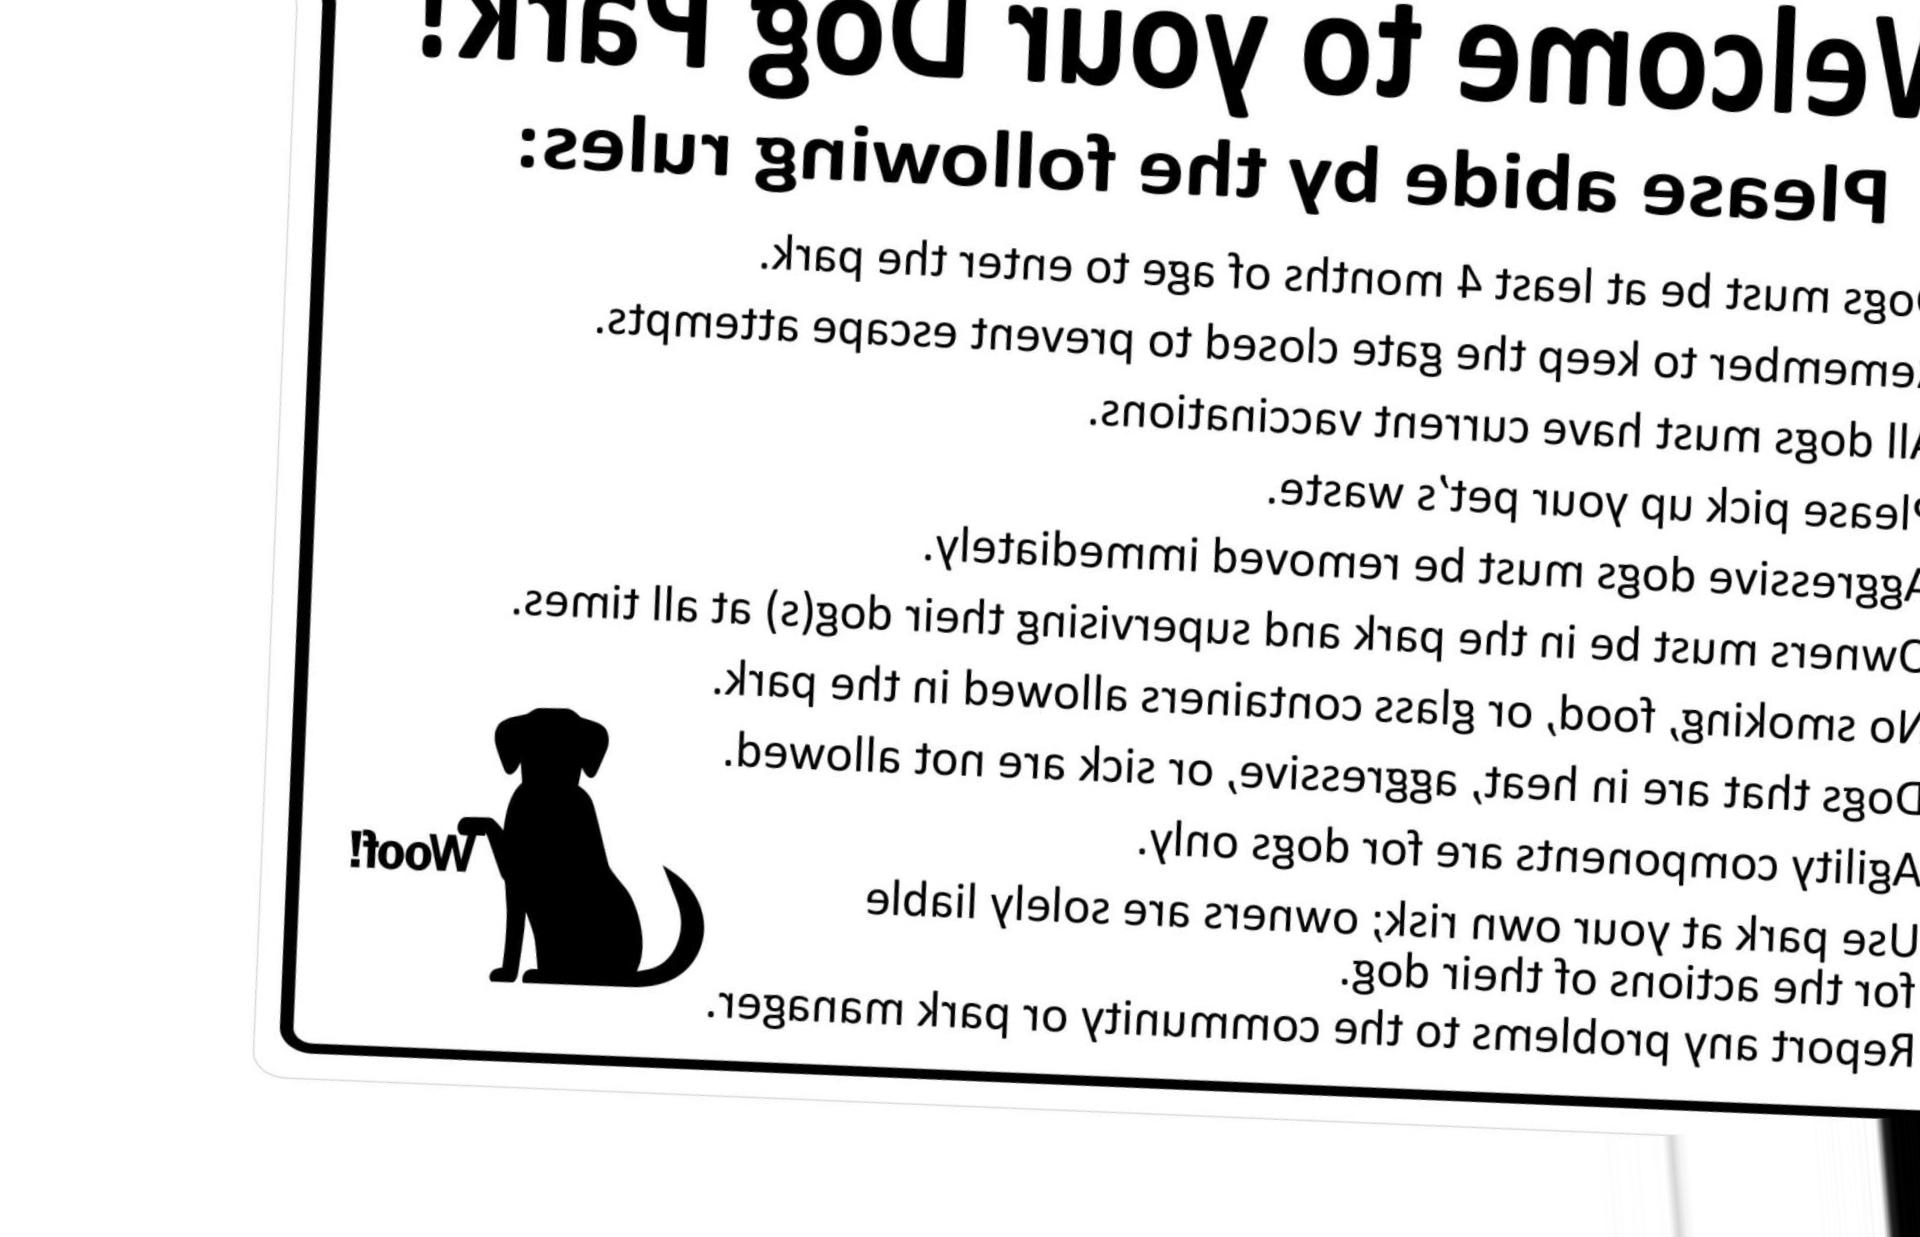 Welcome to your Dog Park!
Please abide by the following rules:
Dogs must be at least 4 months of age to enter the park.
Remember to keep the gate closed to prevent escape attempts.
All dogs must have current vaccinations.
Please pick up your pet's waste.
Aggressive dogs must be removed immediately.
Owners must be in the park and supervising their dog(s) at all times.
No smoking, food, or glass containers allowed in the park.
Dogs that are in heat, aggressive, or sick are not allowed.
Agility components are for dogs only.
Use park at your own risk; owners are solely liable
for the actions of their dog.
Report any problems to the community or park manager.
Woof!